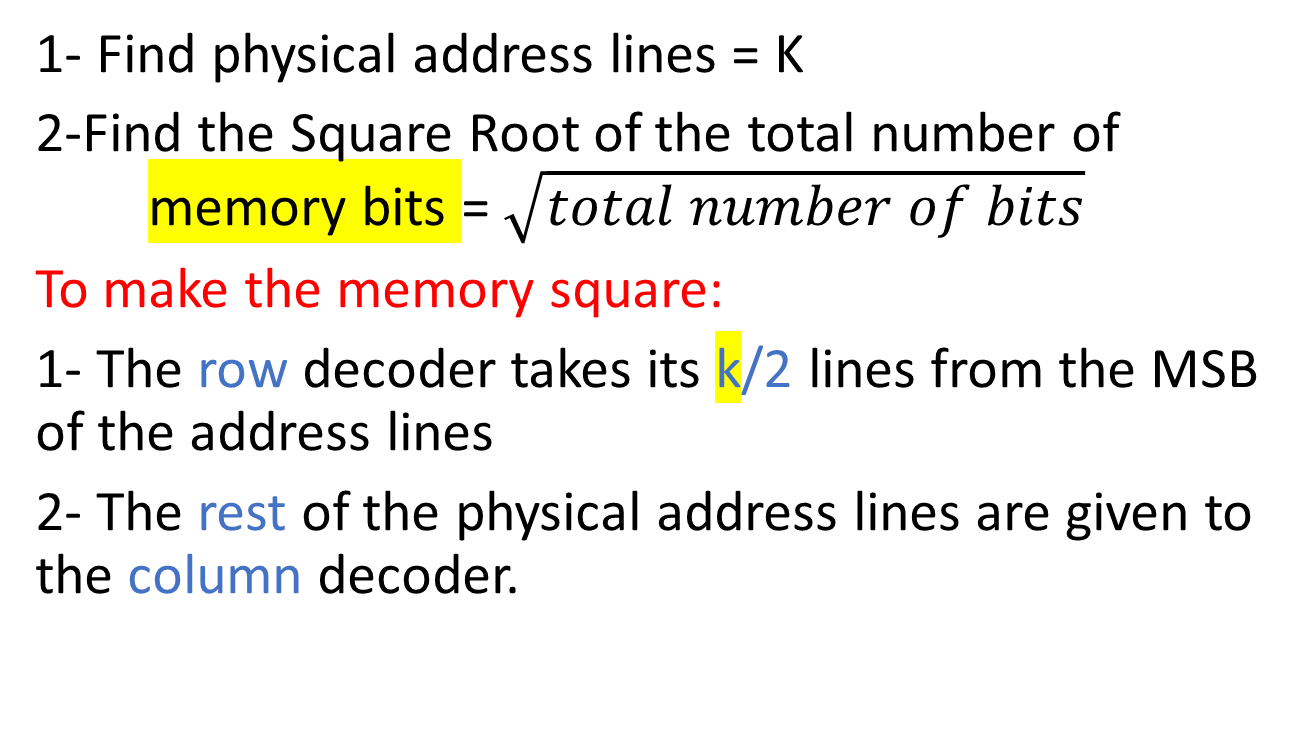 1- Find physical address lines = K
2-Find the Square Root of the total number of
memory bits = √total number of bits
To make the memory square:
1- The row decoder takes its k/2 lines from the MSB
of the address lines
2- The rest of the physical address lines are given to
the column decoder.